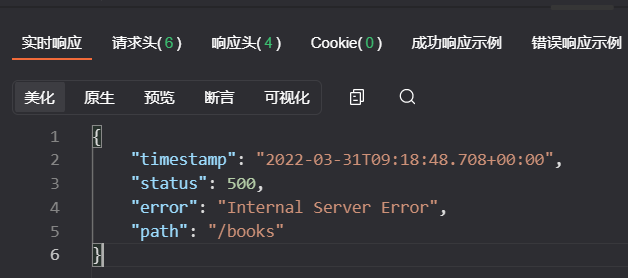 实时响应 请求头(6) 响应头(4) Cookie(0) 成功响应示例 错误响应示例
美化 原生 预览 断言 可视化
1 {
2 "timestamp": "2022-03-31T09:18:48.708+00:00",
3 "status": 500,
4 "error": "Internal Server Error",
5 "path": "/books"
6 }